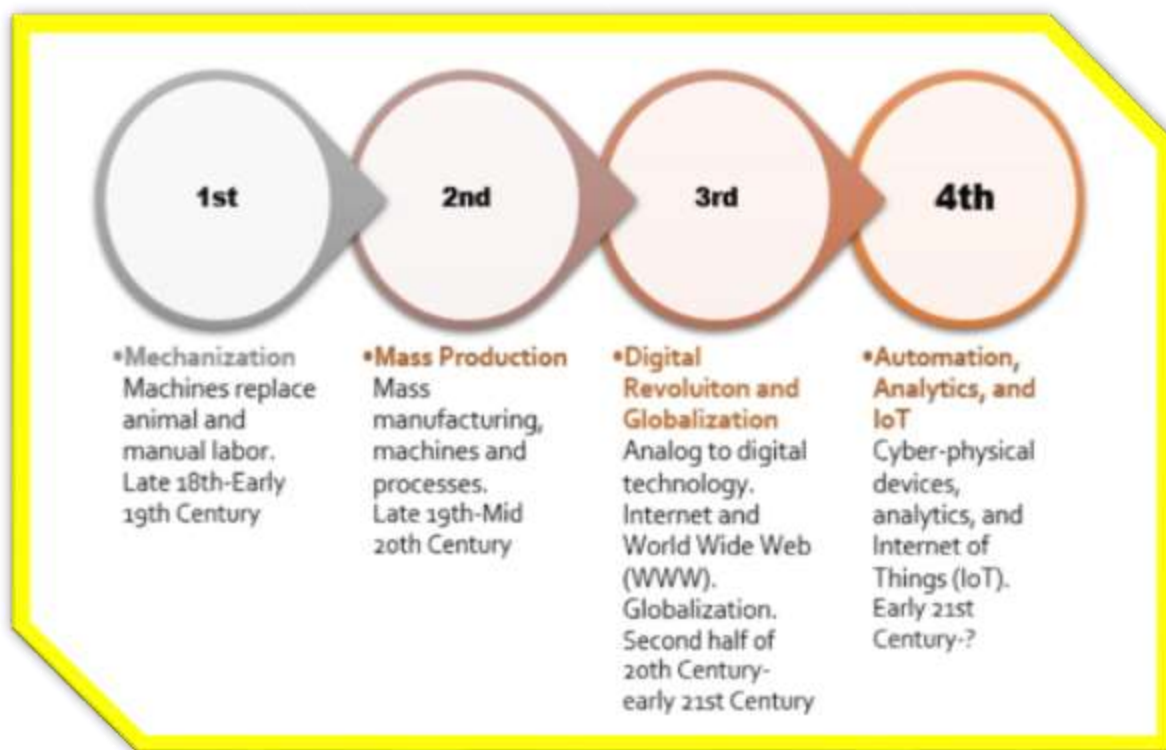 1st
2nd
3rd
4th
•Mechanization
Machines replace
animal and
manual labor.
Late 18th-Early
19th Century
•Mass Production
Mass
manufacturing,
machines and
processes.
Late 19th-Mid
20th Century
•Digital
Revoluiton and
Globalization
Analog to digital
technology.
Internet and
World Wide Web
(WWW).
Globalization.
Second half of
20th Century-
early 21st Century
•Automation,
Analytics, and
IoT
Cyber-physical
devices,
analytics, and
Internet of
Things (IoT).
Early 21st
Century-?